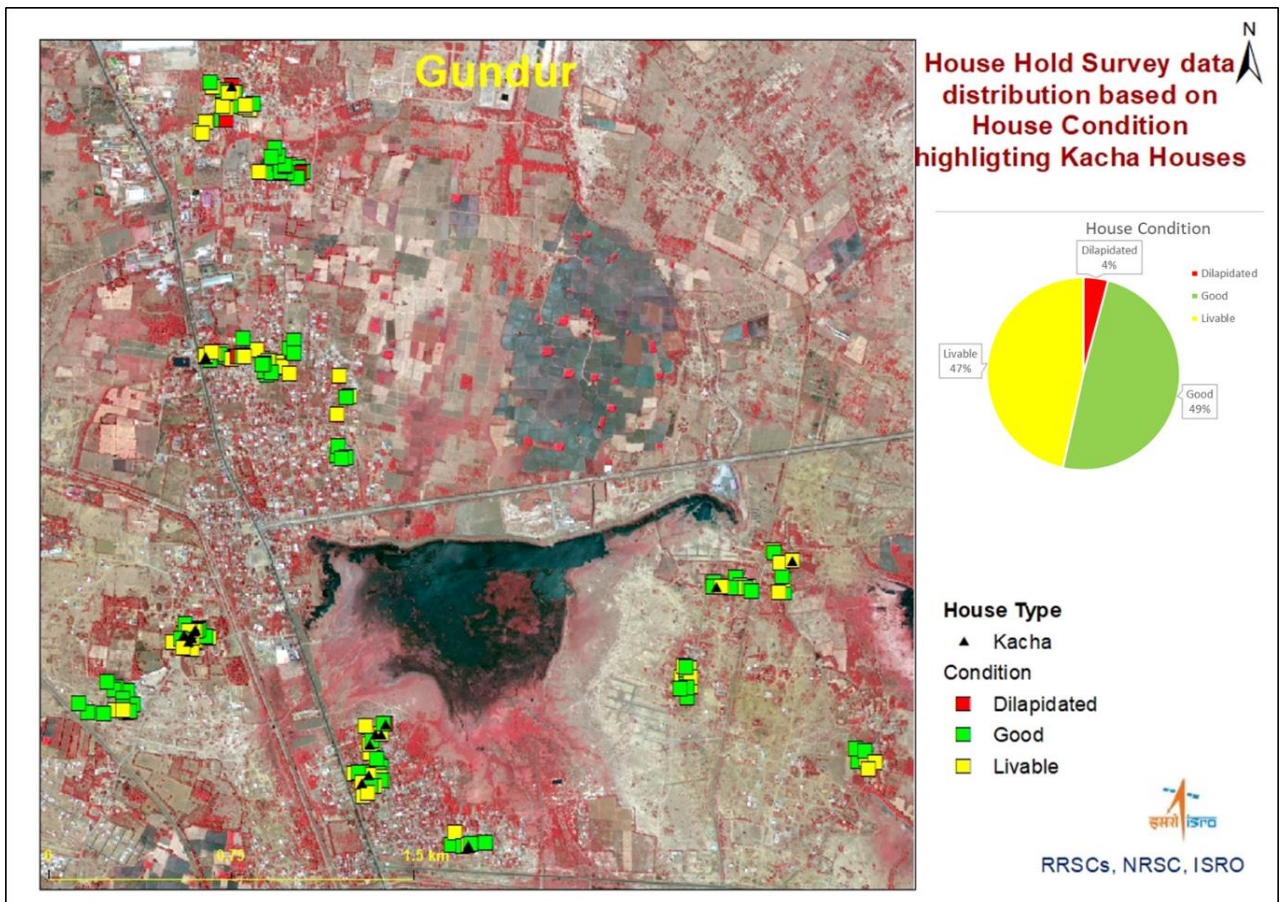 Gundur
N
House Hold Survey data
distribution based on
House Condition
highligting Kacha Houses
House Condition
Dilapidated
4%
Dilapidated
Good
Livable
Livable
47%
Good
49%
House Type
Kacha
Condition
Dilapidated
Good
Livable
0 0.75 1.5 km
इसरो isro
RRSCs, NRSC, ISRO